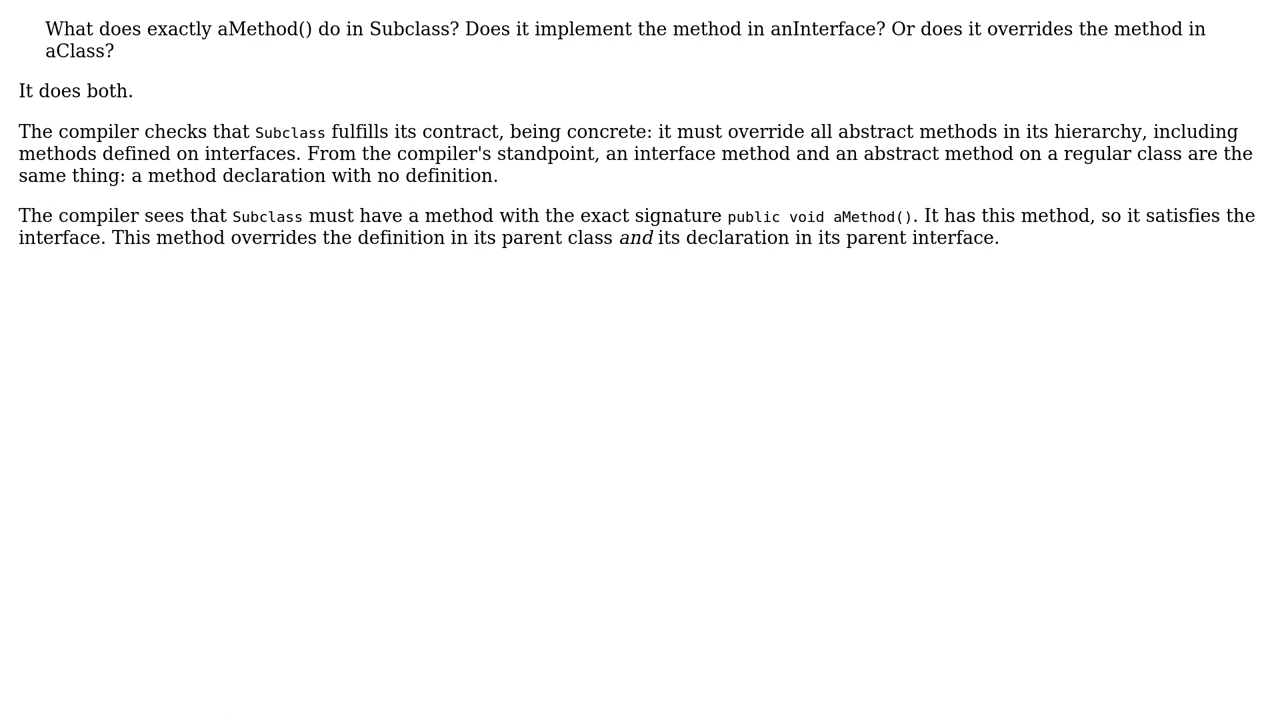 What does exactly aMethod() do in Subclass? Does it implement the method in anInterface? Or does it overrides the method in
aClass?
It does both.
The compiler checks that Subclass fulfills its contract, being concrete: it must override all abstract methods in its hierarchy, including
methods defined on interfaces. From the compiler's standpoint, an interface method and an abstract method on a regular class are the
same thing: a method declaration with no definition.
The compiler sees that Subclass must have a method with the exact signature public void aMethod(). It has this method, so it satisfies the
interface. This method overrides the definition in its parent class and its declaration in its parent interface.